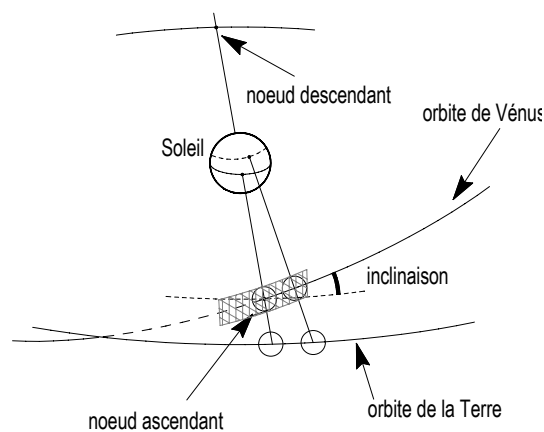 noeud descendant
orbite de Vénus
Soleil
inclinaison
orbite de la Terre
noeud ascendant